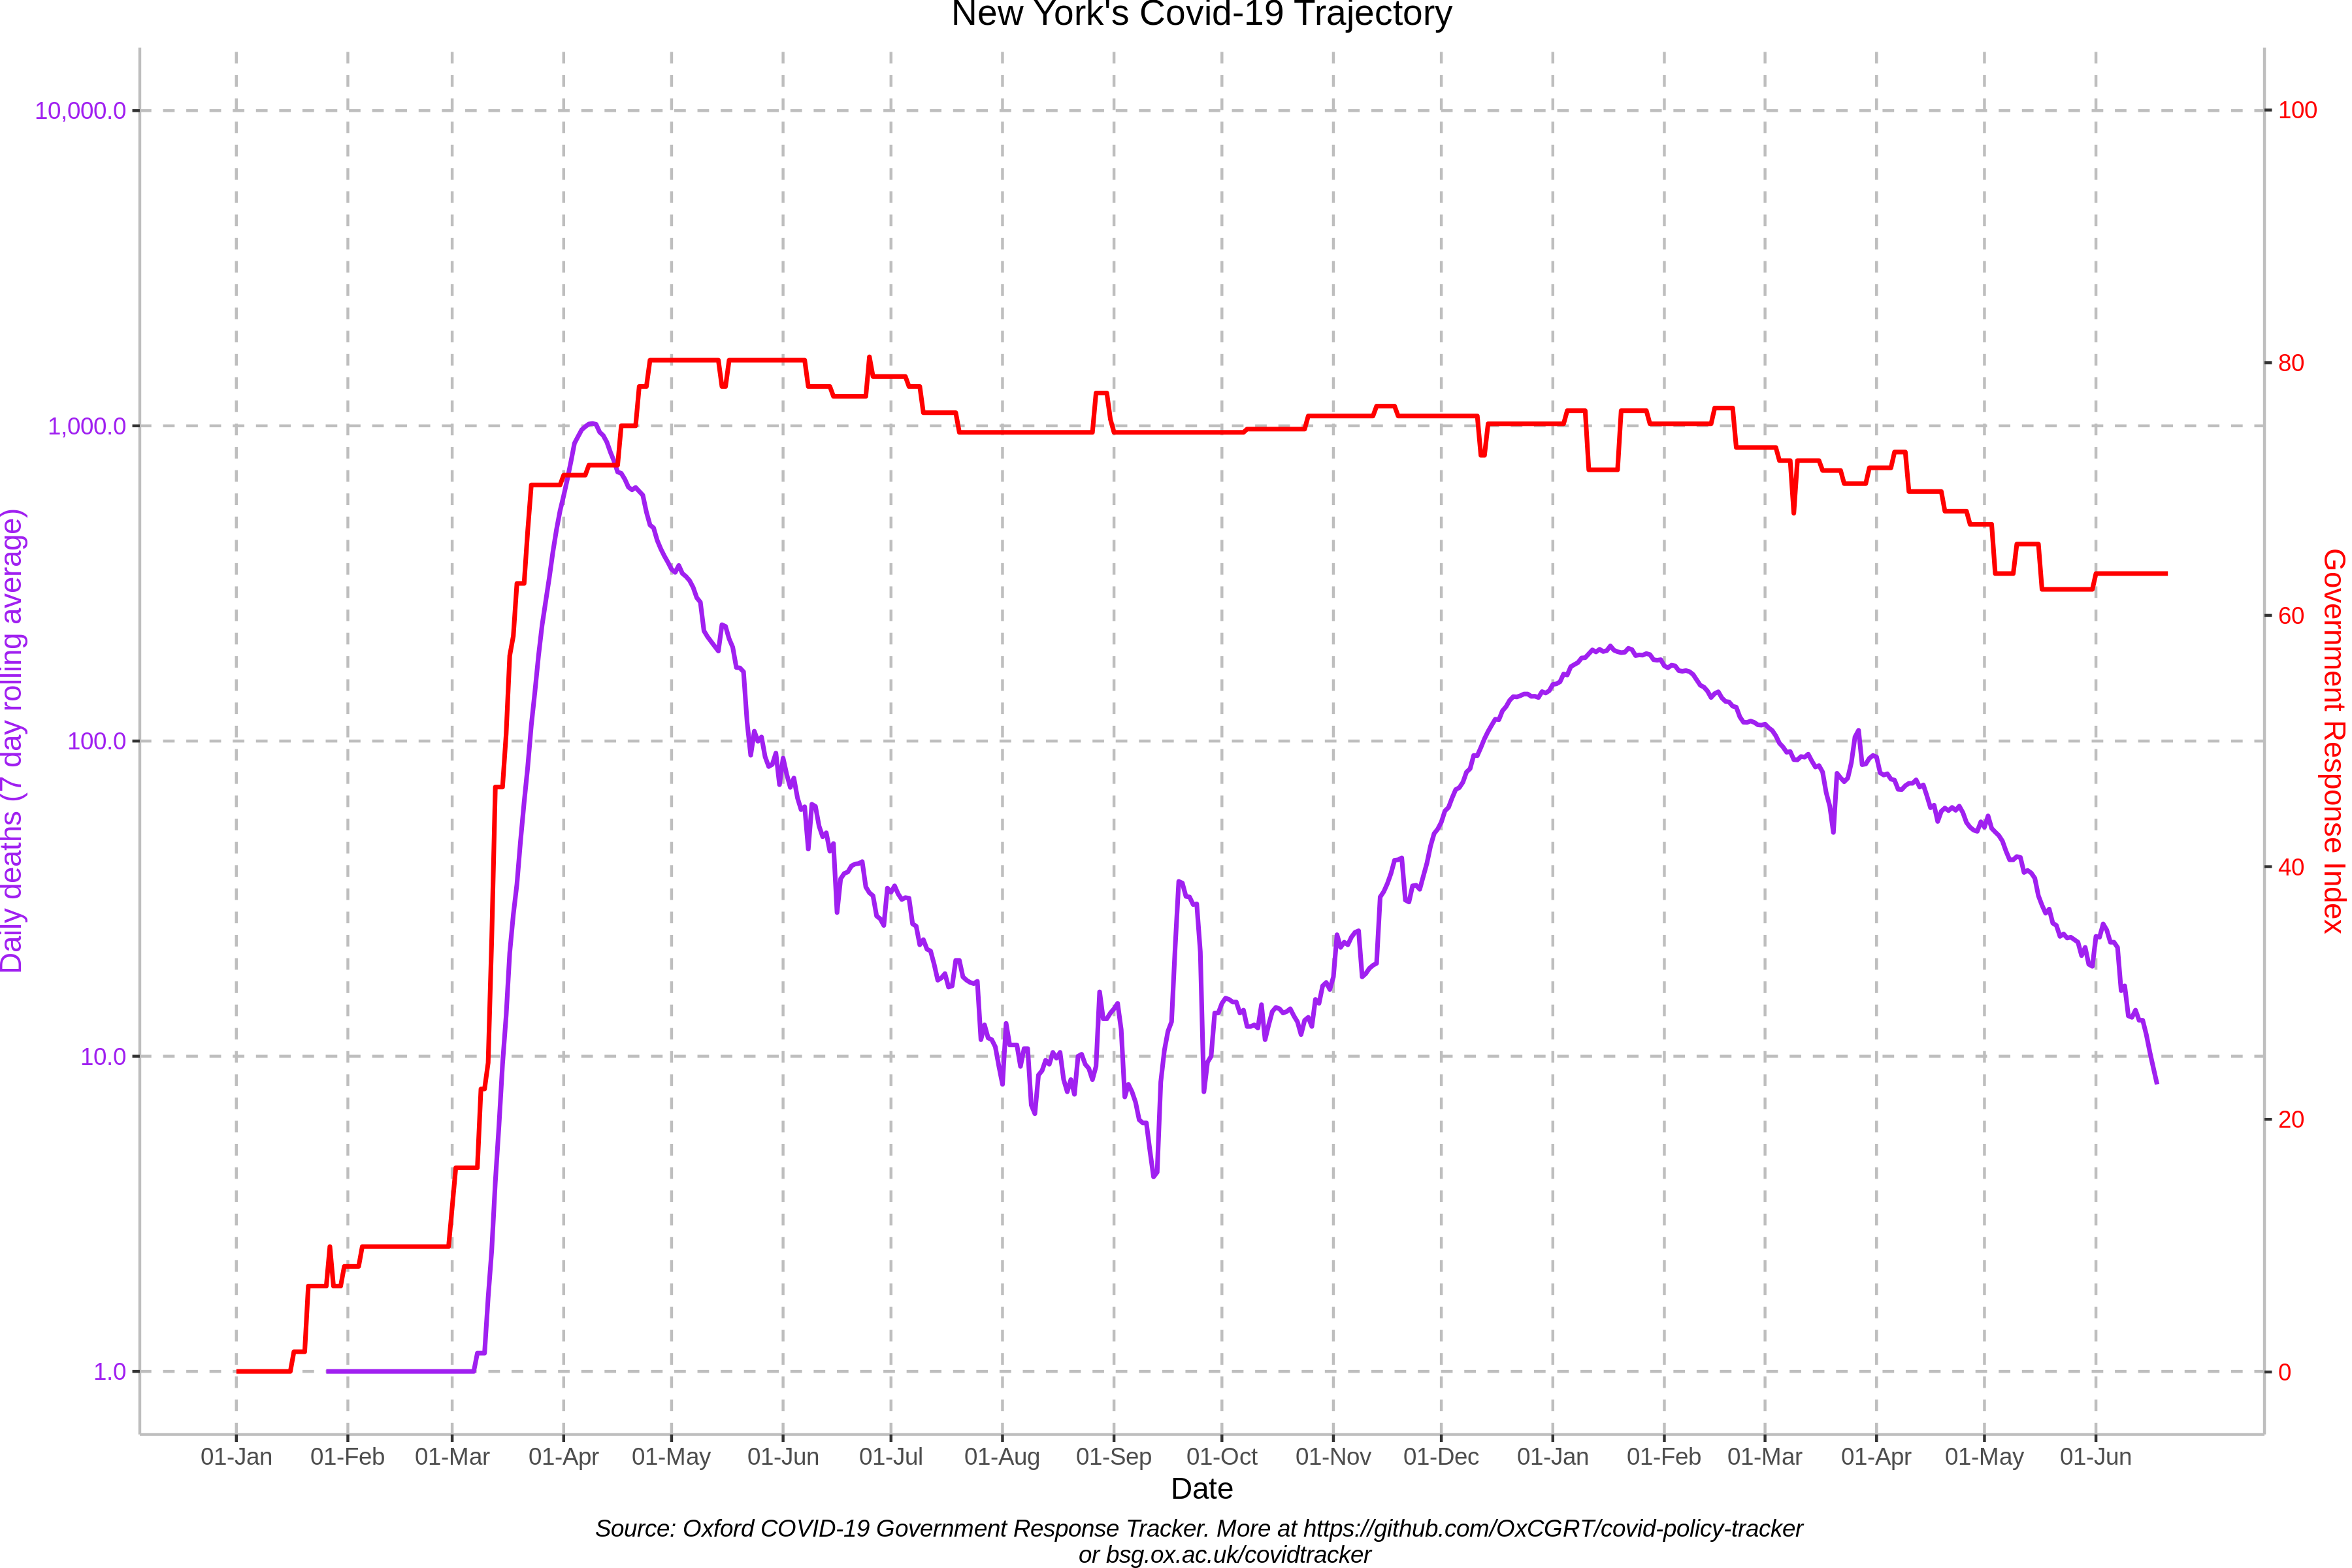 New York's Covid-19 Trajectory
10,000.0
1,000.0
100.0
10.0
1.0
Daily deaths (7 day rolling average)
100
80
60
40
20
0
Government Response Index
01-Jan 01-Feb 01-Mar 01-Apr 01-May 01-Jun 01-Jul 01-Aug 01-Sep 01-Oct 01-Nov 01-Dec 01-Jan 01-Feb 01-Mar 01-Apr 01-May 01-Jun
Date
Source: Oxford COVID-19 Government Response Tracker. More at https://github.com/OxCGRT/covid-policy-tracker
or bsg.ox.ac.uk/covidtracker